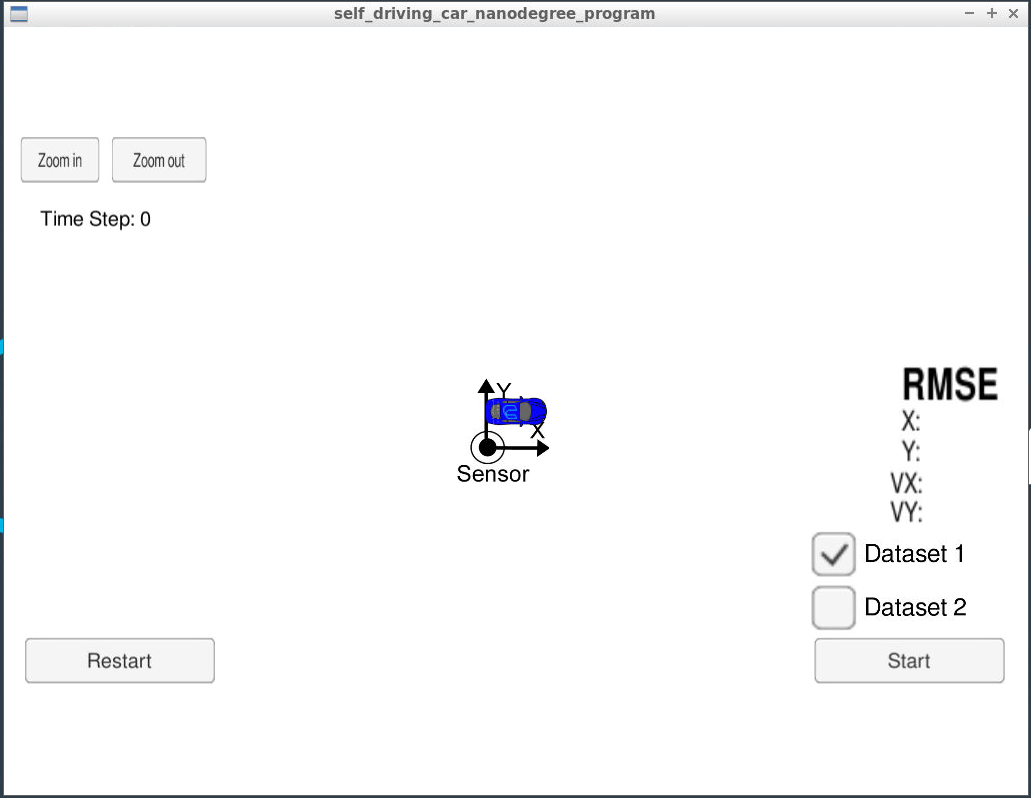 self_driving_car_nanodegree_program
Zoom in
Zoom out
Time Step: 0
Y
X
Sensor
RMSE
X:
Y:
VX:
VY:
Dataset 1
Dataset 2
Restart
Start